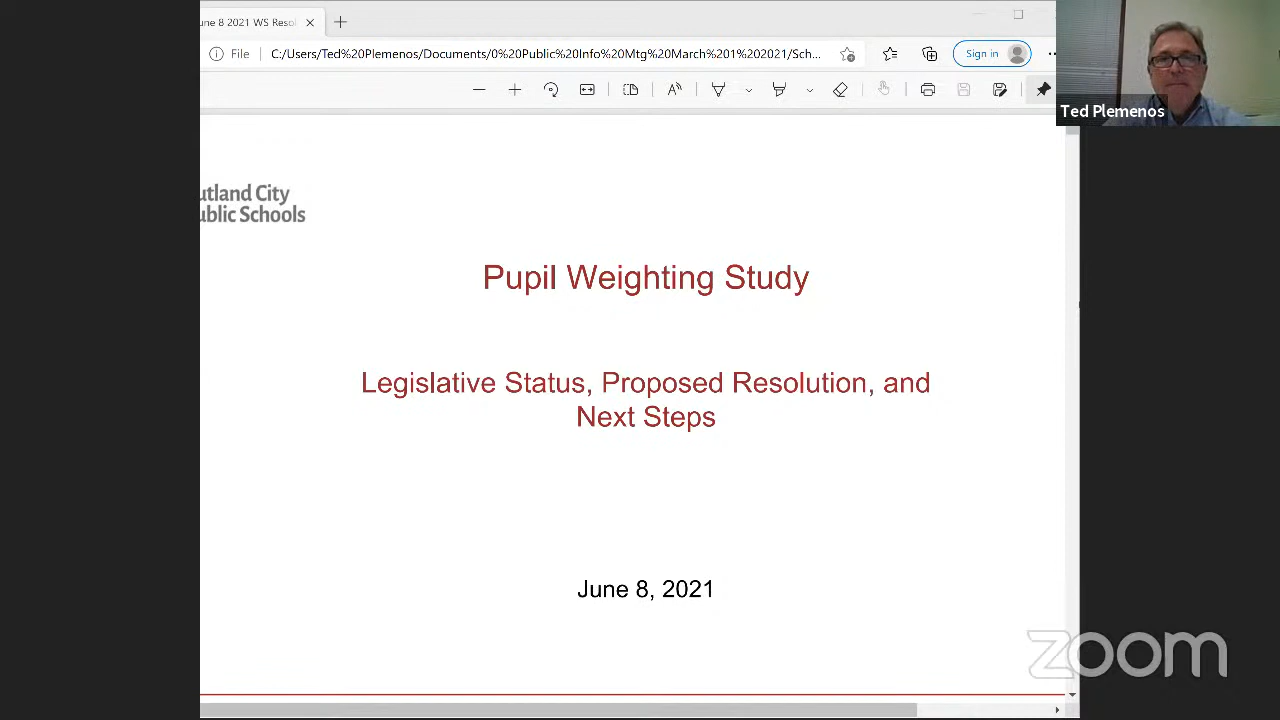 une 8 2021 WS Resol
File
C:/Users/Ted%20Plemenos/Documents/0%20Public%20Info%20Mtg%20March%201%202021/Sch...
Sign in
Ted Plemenos
utland City
ublic Schools
Pupil Weighting Study
Legislative Status, Proposed Resolution, and
Next Steps
June 8, 2021
zoom